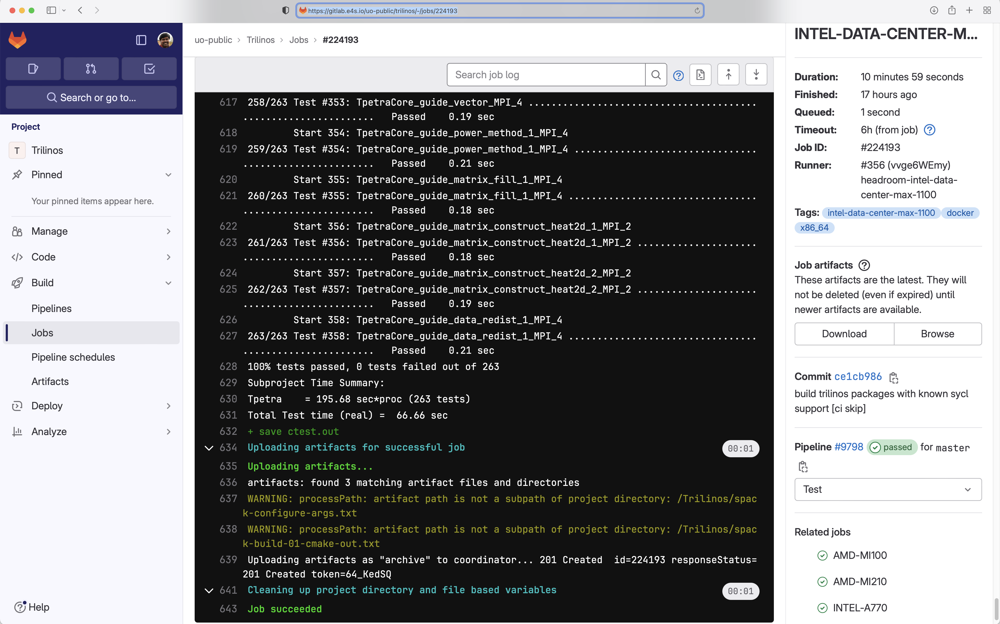 https://gitlab.e4s.io/uo-public/trilinos/-/jobs/224193
Search or go to...
Project
T Trilinos
Pinned
Your pinned items appear here.
Manage
Code
Build
Pipelines
Jobs
Pipeline schedules
Artifacts
Deploy
Analyze
Help
uo-public > Trilinos > Jobs > #224193
Search job log
617 258/263 Test #353: TpetraCore_guide_vector_MPI_4 ........................................
....................... Passed 0.19 sec
618 Start 354: TpetraCore_guide_power_method_1_MPI_4
619 259/263 Test #354: TpetraCore_guide_power_method_1_MPI_4 ................................
....................... Passed 0.21 sec
620 Start 355: TpetraCore_guide_matrix_fill_1_MPI_4
621 260/263 Test #355: TpetraCore_guide_matrix_fill_1_MPI_4 .................................
....................... Passed 0.18 sec
622 Start 356: TpetraCore_guide_matrix_construct_heat2d_1_MPI_2
623 261/263 Test #356: TpetraCore_guide_matrix_construct_heat2d_1_MPI_2 .....................
....................... Passed 0.18 sec
624 Start 357: TpetraCore_guide_matrix_construct_heat2d_2_MPI_2
625 262/263 Test #357: TpetraCore_guide_matrix_construct_heat2d_2_MPI_2 .....................
....................... Passed 0.19 sec
626 Start 358: TpetraCore_guide_data_redist_1_MPI_4
627 263/263 Test #358: TpetraCore_guide_data_redist_1_MPI_4 .................................
....................... Passed 0.21 sec
628 100% tests passed, 0 tests failed out of 263
629 Subproject Time Summary:
630 Tpetra = 195.68 sec*proc (263 tests)
631 Total Test time (real) = 66.66 sec
632 + save ctest.out
634 Uploading artifacts for successful job 00:01
635 Uploading artifacts...
636 artifacts: found 3 matching artifact files and directories
637 WARNING: processPath: artifact path is not a subpath of project directory: /Trilinos/spac
k-configure-args.txt
638 WARNING: processPath: artifact path is not a subpath of project directory: /Trilinos/spac
k-build-01-cmake-out.txt
639 Uploading artifacts as "archive" to coordinator... 201 Created id=224193 responseStatus=
201 Created token=64_KedSQ
641 Cleaning up project directory and file based variables 00:01
643 Job succeeded
INTEL-DATA-CENTER-M...
Duration: 10 minutes 59 seconds
Finished: 17 hours ago
Queued: 1 second
Timeout: 6h (from job)
Job ID: #224193
Runner: #356 (vvge6WEmy)
headroom-intel-data-
center-max-1100
Tags: intel-data-center-max-1100 docker
x86_64
Job artifacts
These artifacts are the latest. They will
not be deleted (even if expired) until
newer artifacts are available.
Download Browse
Commit ce1cb986
build trilinos packages with known sycl
support [ci skip]
Pipeline #9798 passed for master
Test
Related jobs
AMD-MI100
AMD-MI210
INTEL-A770